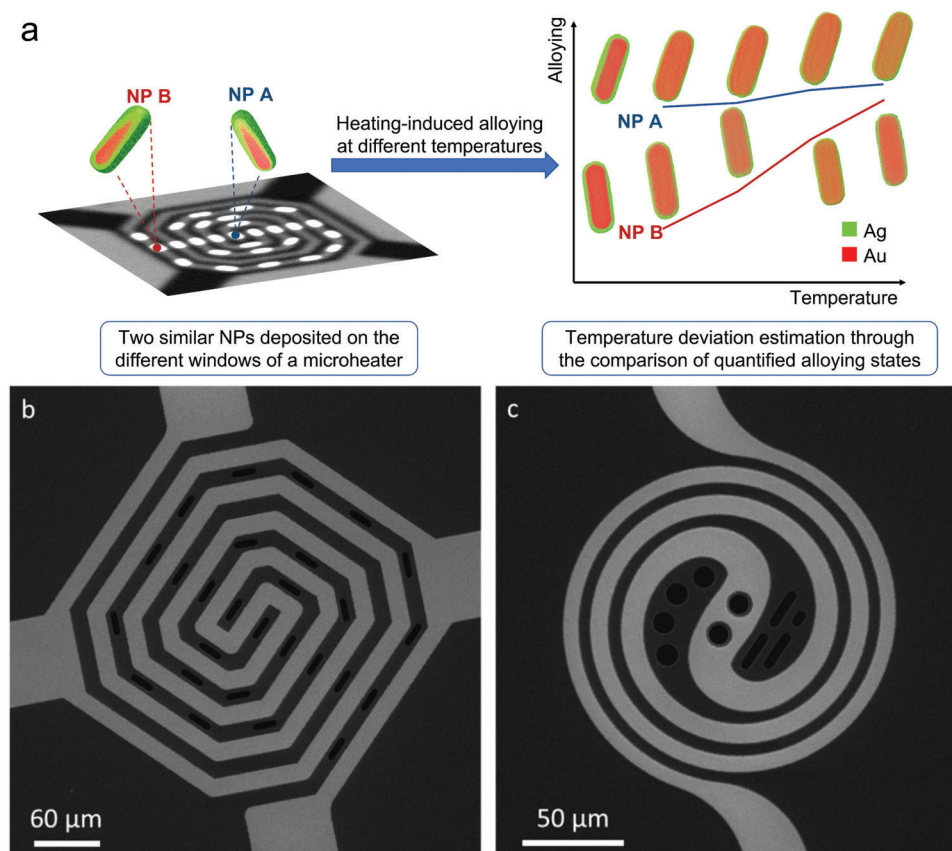 a
NP B
NP A
Heating-induced alloying
at different temperatures
Alloying
NP A
NP B
Ag
Au
Temperature
Two similar NPs deposited on the
different windows of a microheater
Temperature deviation estimation through
the comparison of quantified alloying states
b
60 μm
c
50 μm